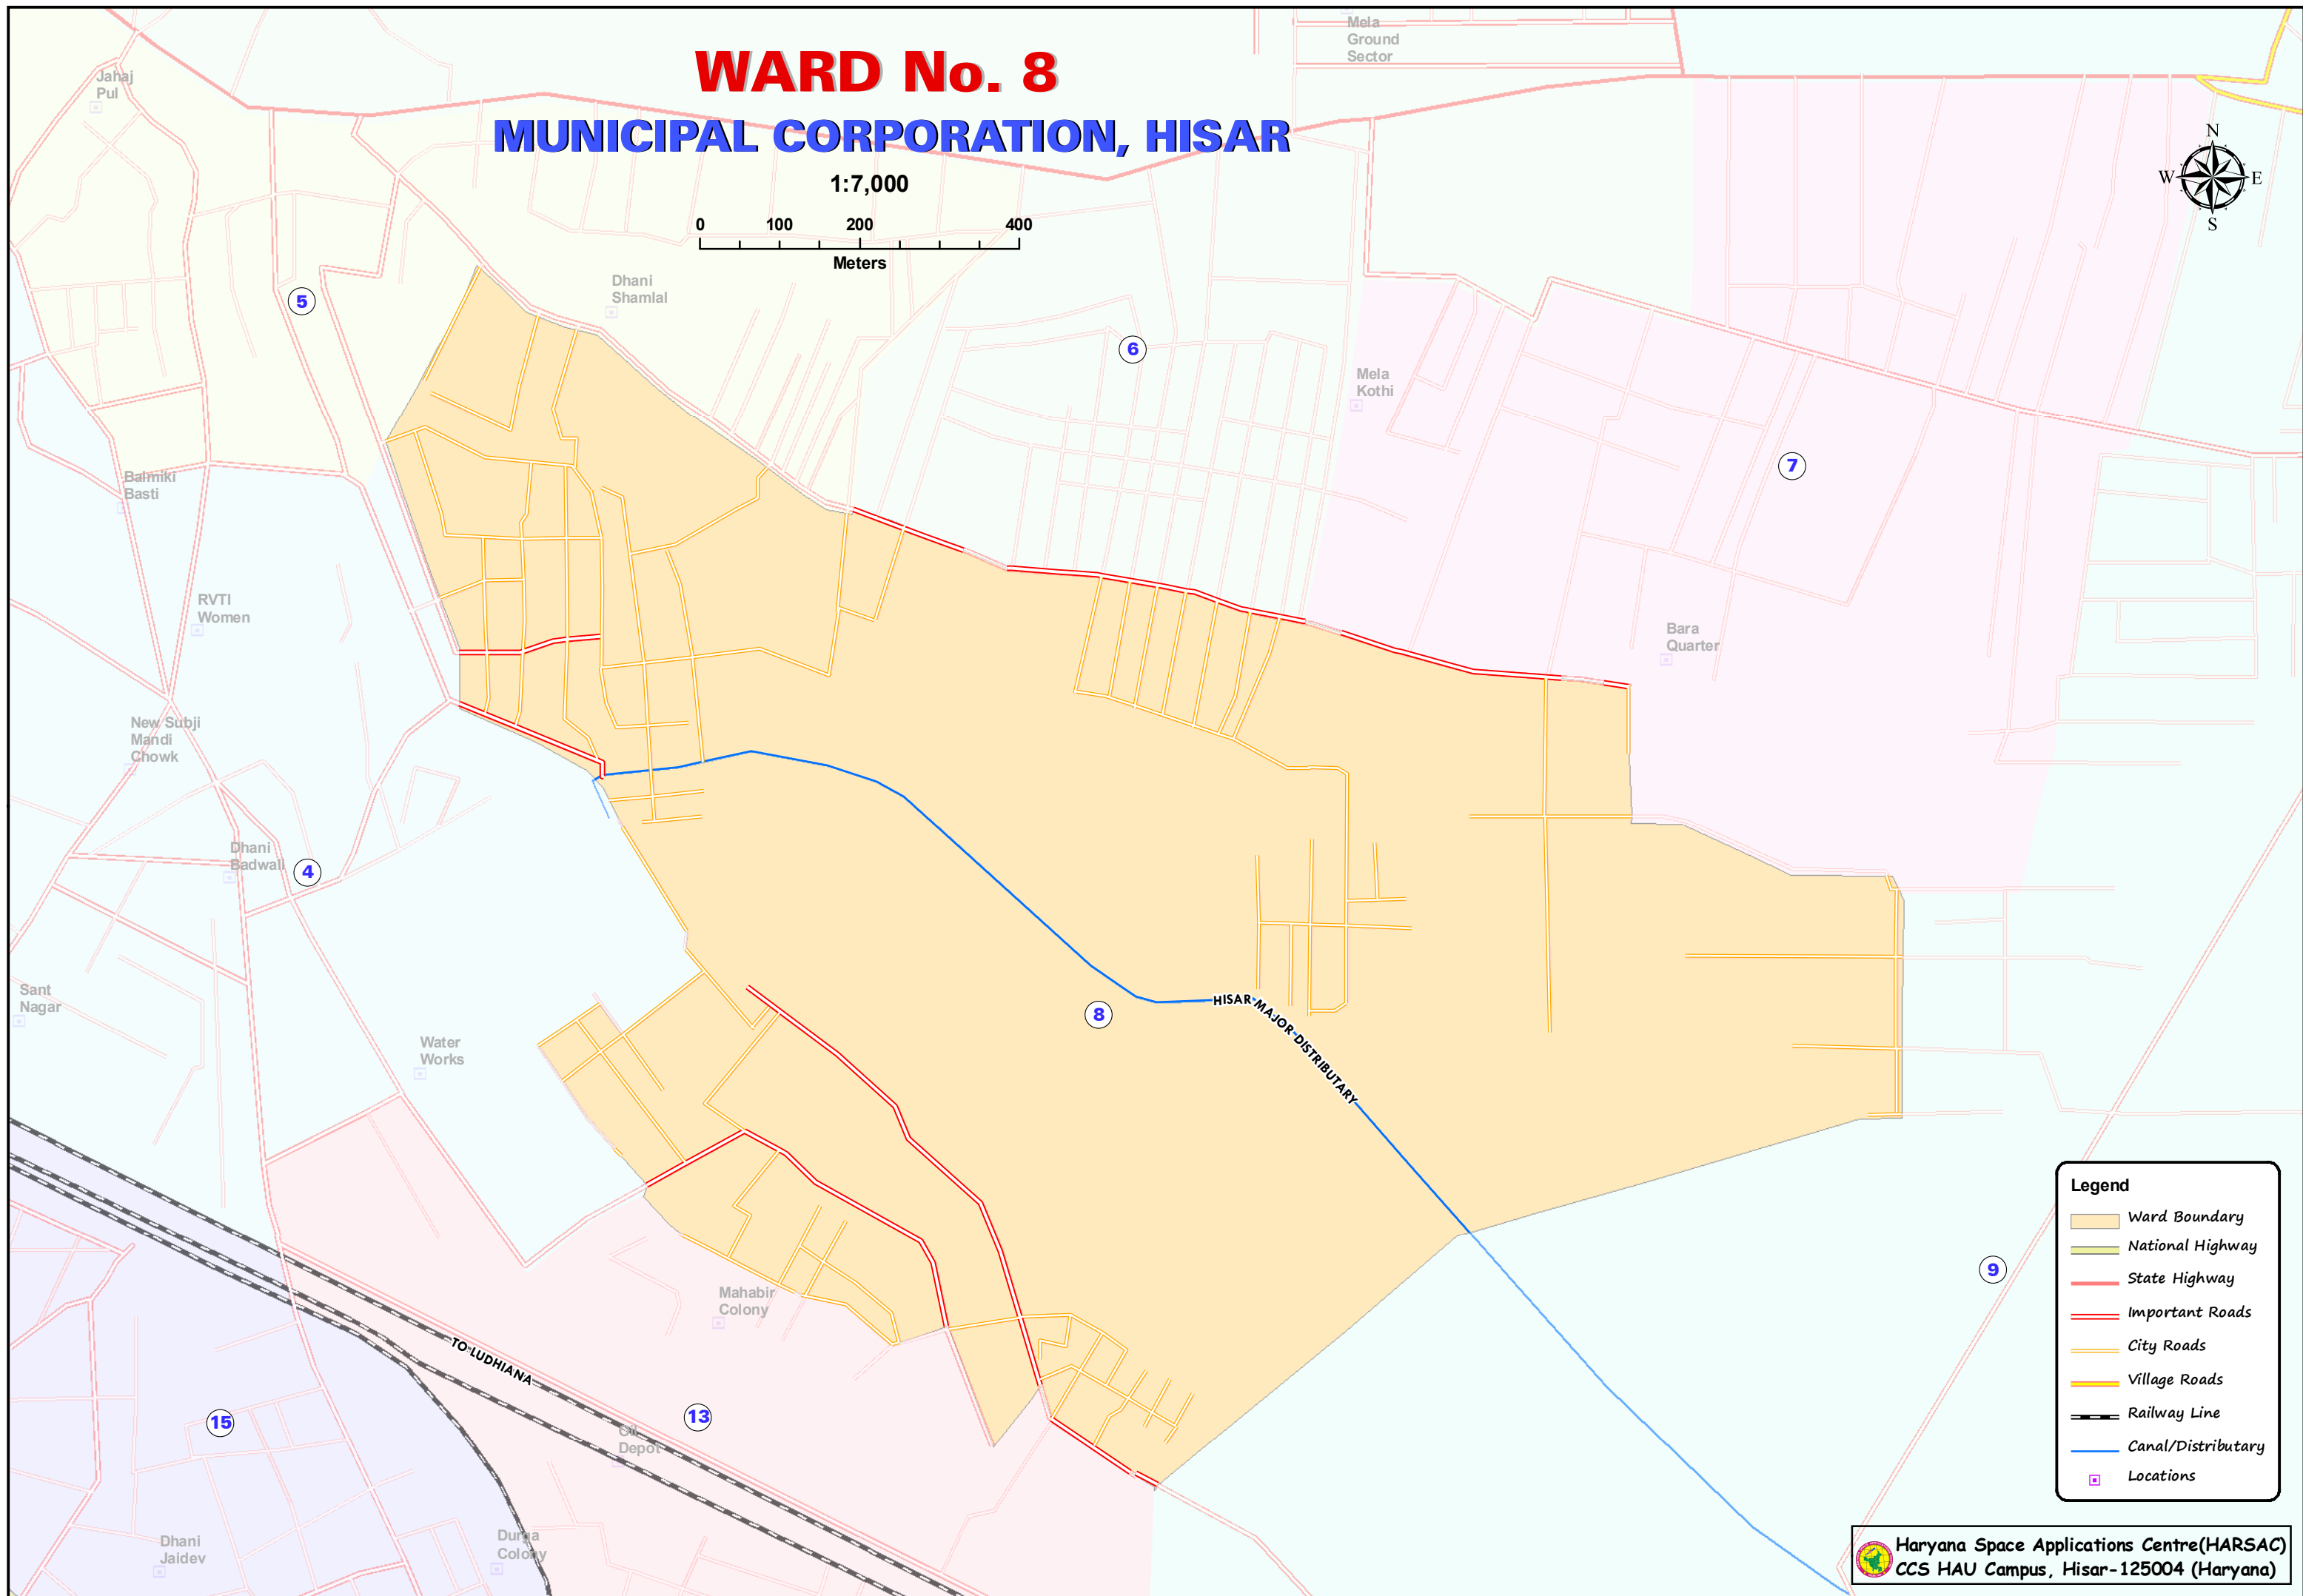 WARD No. 8
MUNICIPAL CORPORATION, HISAR
1:7,000
0 100 200 400
Meters
Mela
Ground
Sector
Jahaj
Pul
N
W E
S
Dhani
Shamlal
5
6
Mela
Kothi
7
Balmiki
Basti
RVTI
Women
Bara
Quarter
New Subji
Mandi
Chowk
Dhani
Badwali
4
Sant
Nagar
Water
Works
8
HISAR MAJOR DISTRIBUTARY
9
Mahabir
Colony
TO LUDHIANA
15
13
Oil
Depot
Dhani
Jaidev
Durga
Colony
Legend
Ward Boundary
National Highway
State Highway
Important Roads
City Roads
Village Roads
Railway Line
Canal/Distributary
Locations
Haryana Space Applications Centre(HARSAC)
CCS HAU Campus, Hisar-125004 (Haryana)